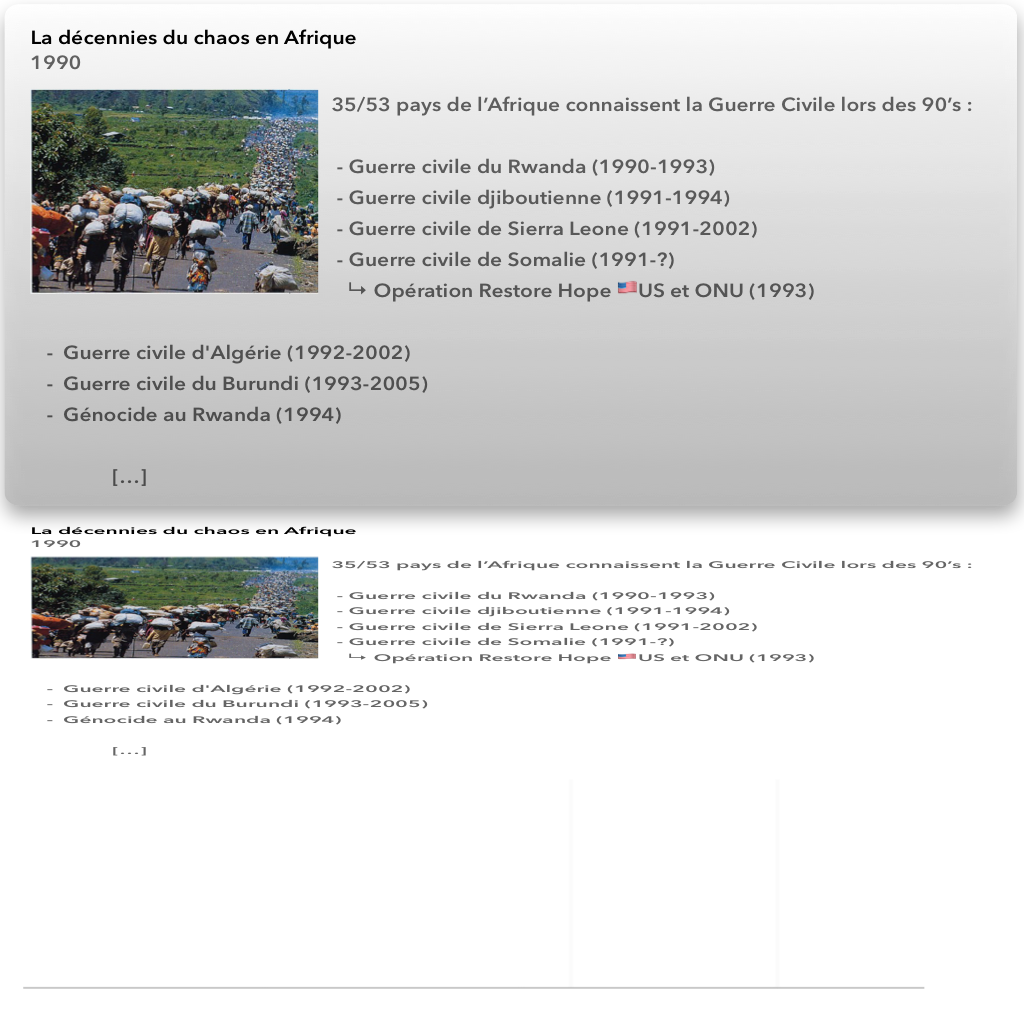 La décennies du chaos en Afrique
1990
35/53 pays de l’Afrique connaissent la Guerre Civile lors des 90’s :
- Guerre civile du Rwanda (1990-1993)
- Guerre civile djiboutienne (1991-1994)
- Guerre civile de Sierra Leone (1991-2002)
- Guerre civile de Somalie (1991-?)
↳ Opération Restore Hope 🇺🇸US et ONU (1993)
- Guerre civile d'Algérie (1992-2002)
- Guerre civile du Burundi (1993-2005)
- Génocide au Rwanda (1994)
[…]
La décennies du chaos en Afrique
1990
35/53 pays de l’Afrique connaissent la Guerre Civile lors des 90’s :
- Guerre civile du Rwanda (1990-1993)
- Guerre civile djiboutienne (1991-1994)
- Guerre civile de Sierra Leone (1991-2002)
- Guerre civile de Somalie (1991-?)
↳ Opération Restore Hope 🇺🇸US et ONU (1993)
- Guerre civile d'Algérie (1992-2002)
- Guerre civile du Burundi (1993-2005)
- Génocide au Rwanda (1994)
[…]